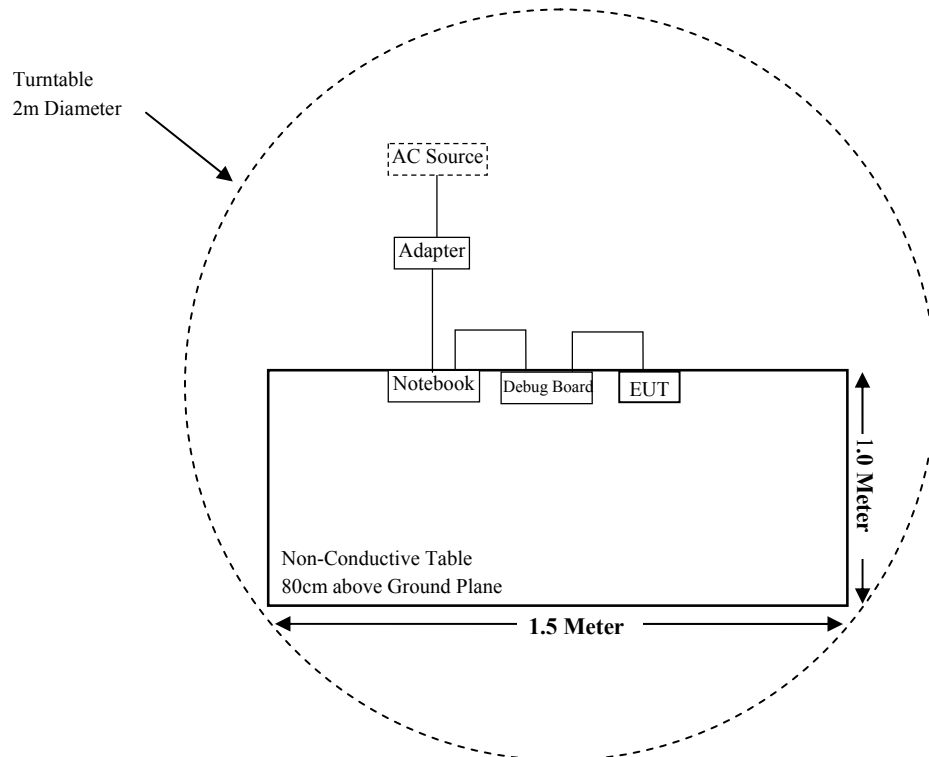 Turntable
2m Diameter
AC Source
Adapter
Notebook
Debug Board
EUT
1.0 Meter
Non-Conductive Table
80cm above Ground Plane
1.5 Meter